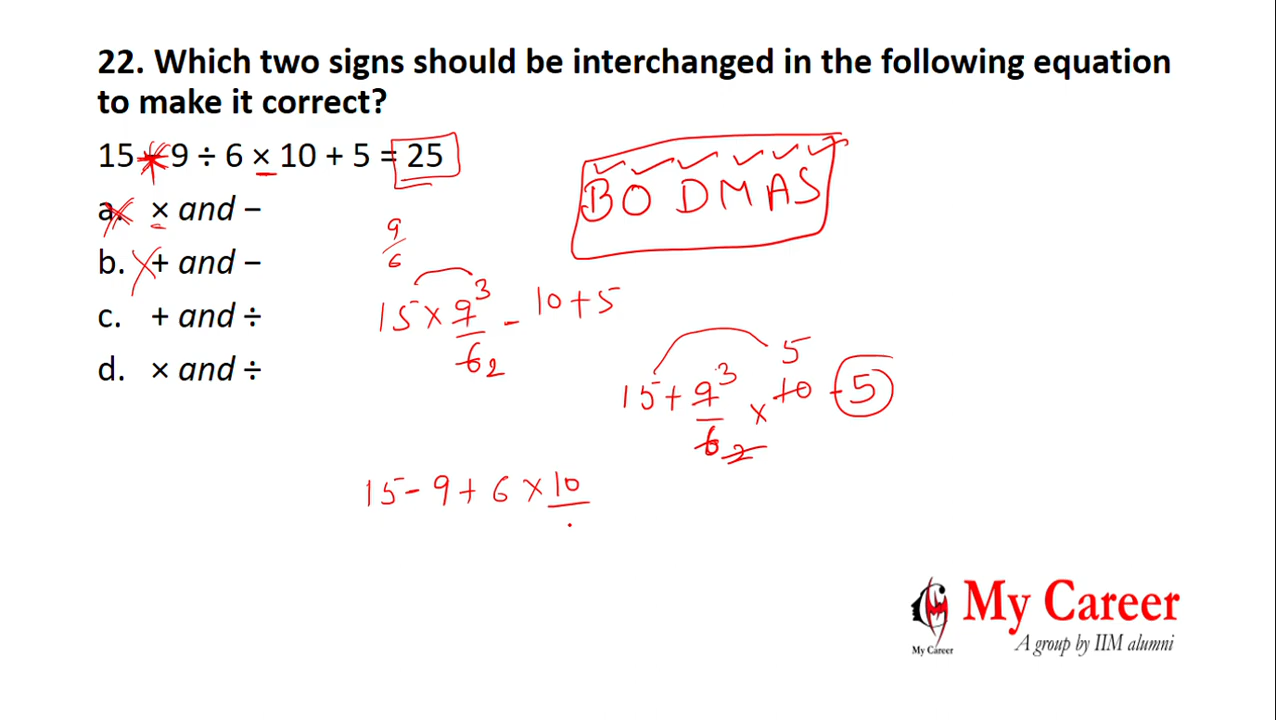 22. Which two signs should be interchanged in the following equation
to make it correct?
15 − 9 ÷ 6 × 10 + 5 = 25
a. × and −
b. + and −
c. + and ÷
d. × and ÷
BODMAS
9
6
15 × 9 3 - 10 + 5
6 2
5
15 + 9 3 × 10 - 5
6 2
15 - 9 + 6 × 10
My Career
A group by IIM alumni
My Career